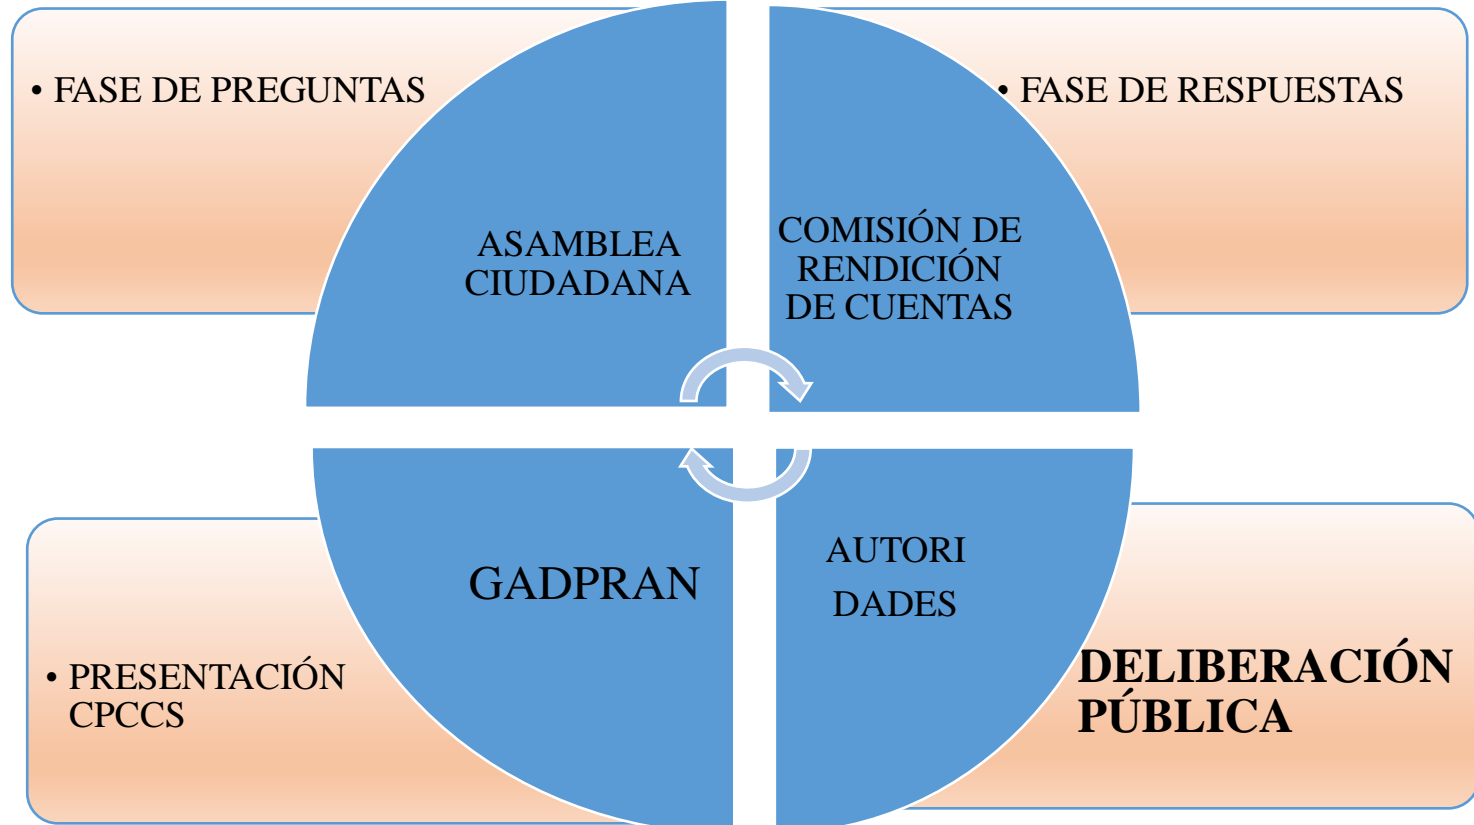 • FASE DE PREGUNTAS
• FASE DE RESPUESTAS
ASAMBLEA
CIUDADANA
COMISIÓN DE
RENDICIÓN
DE CUENTAS
GADPRAN
AUTORI
DADES
• PRESENTACIÓN
CPCCS
DELIBERACIÓN
PÚBLICA